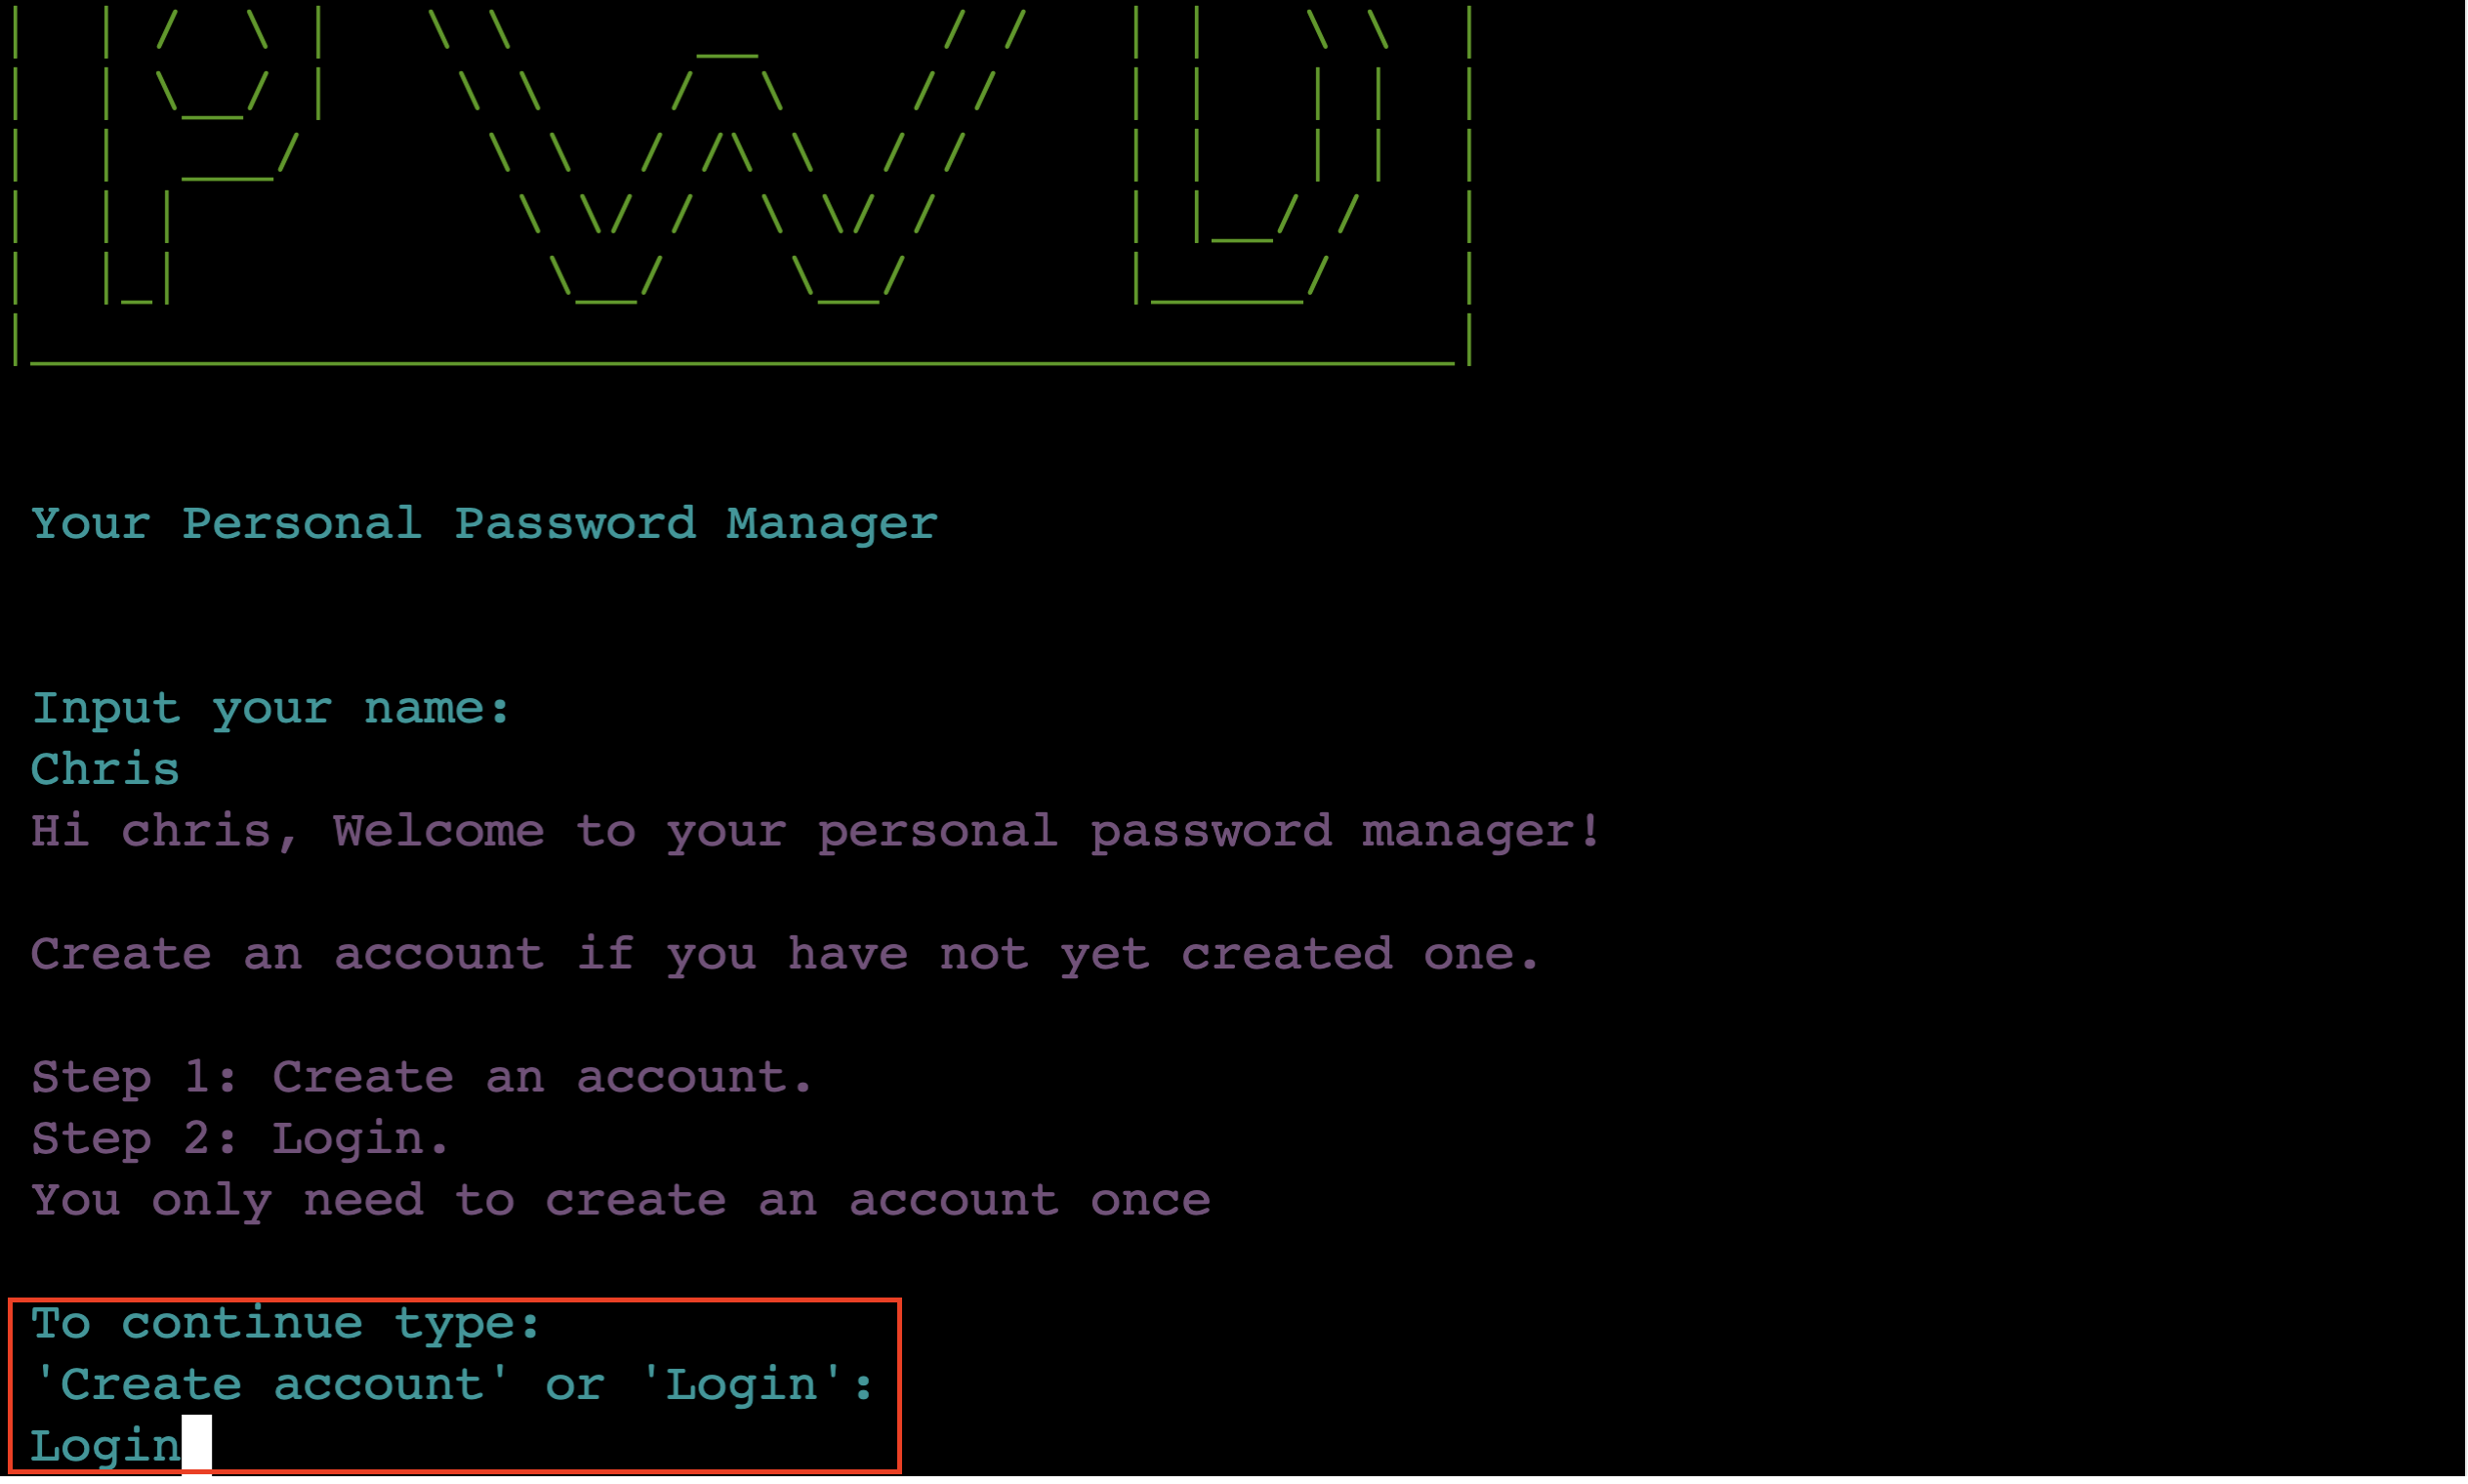 PWD
Your Personal Password Manager
Input your name:
Chris
Hi chris, Welcome to your personal password manager!
Create an account if you have not yet created one.
Step 1: Create an account.
Step 2: Login.
You only need to create an account once
To continue type:
'Create account' or 'Login':
Login